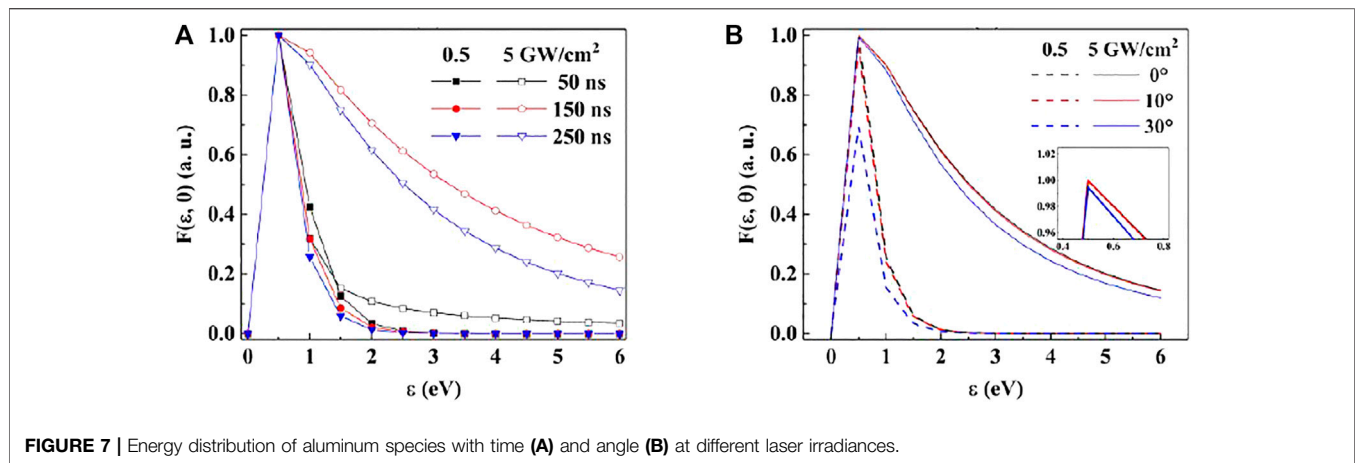 A
1.0
0.8
0.6
0.4
0.2
0.0
F(ε, θ) (a. u.)
0.5 5 GW/cm²
50 ns
150 ns
250 ns
0 1 2 3 4 5 6
ε (eV)
B
1.0
0.8
0.6
0.4
0.2
0.0
F(ε, θ) (a. u.)
0.5 5 GW/cm²
0°
10°
30°
1.02
1.00
0.98
0.96
0.4 0.6 0.8
0 1 2 3 4 5 6
ε (eV)
FIGURE 7 | Energy distribution of aluminum species with time (A) and angle (B) at different laser irradiances.